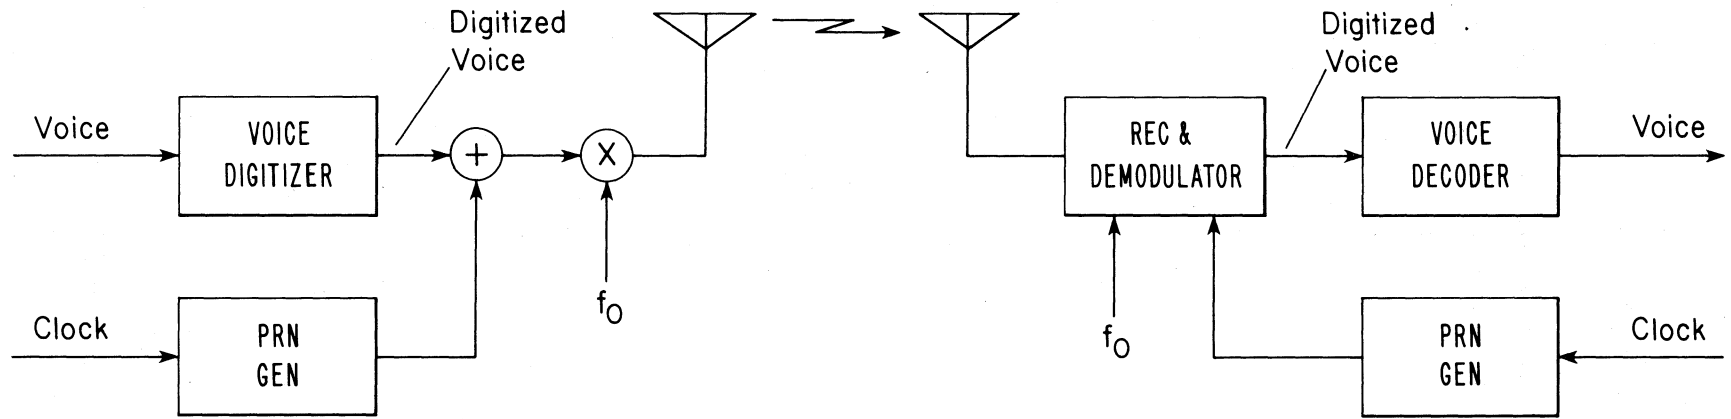 Digitized
Voice
Voice
VOICE
DIGITIZER
+
X
f0
Clock
PRN
GEN
Digitized
Voice
REC &
DEMODULATOR
VOICE
DECODER
Voice
f0
PRN
GEN
Clock